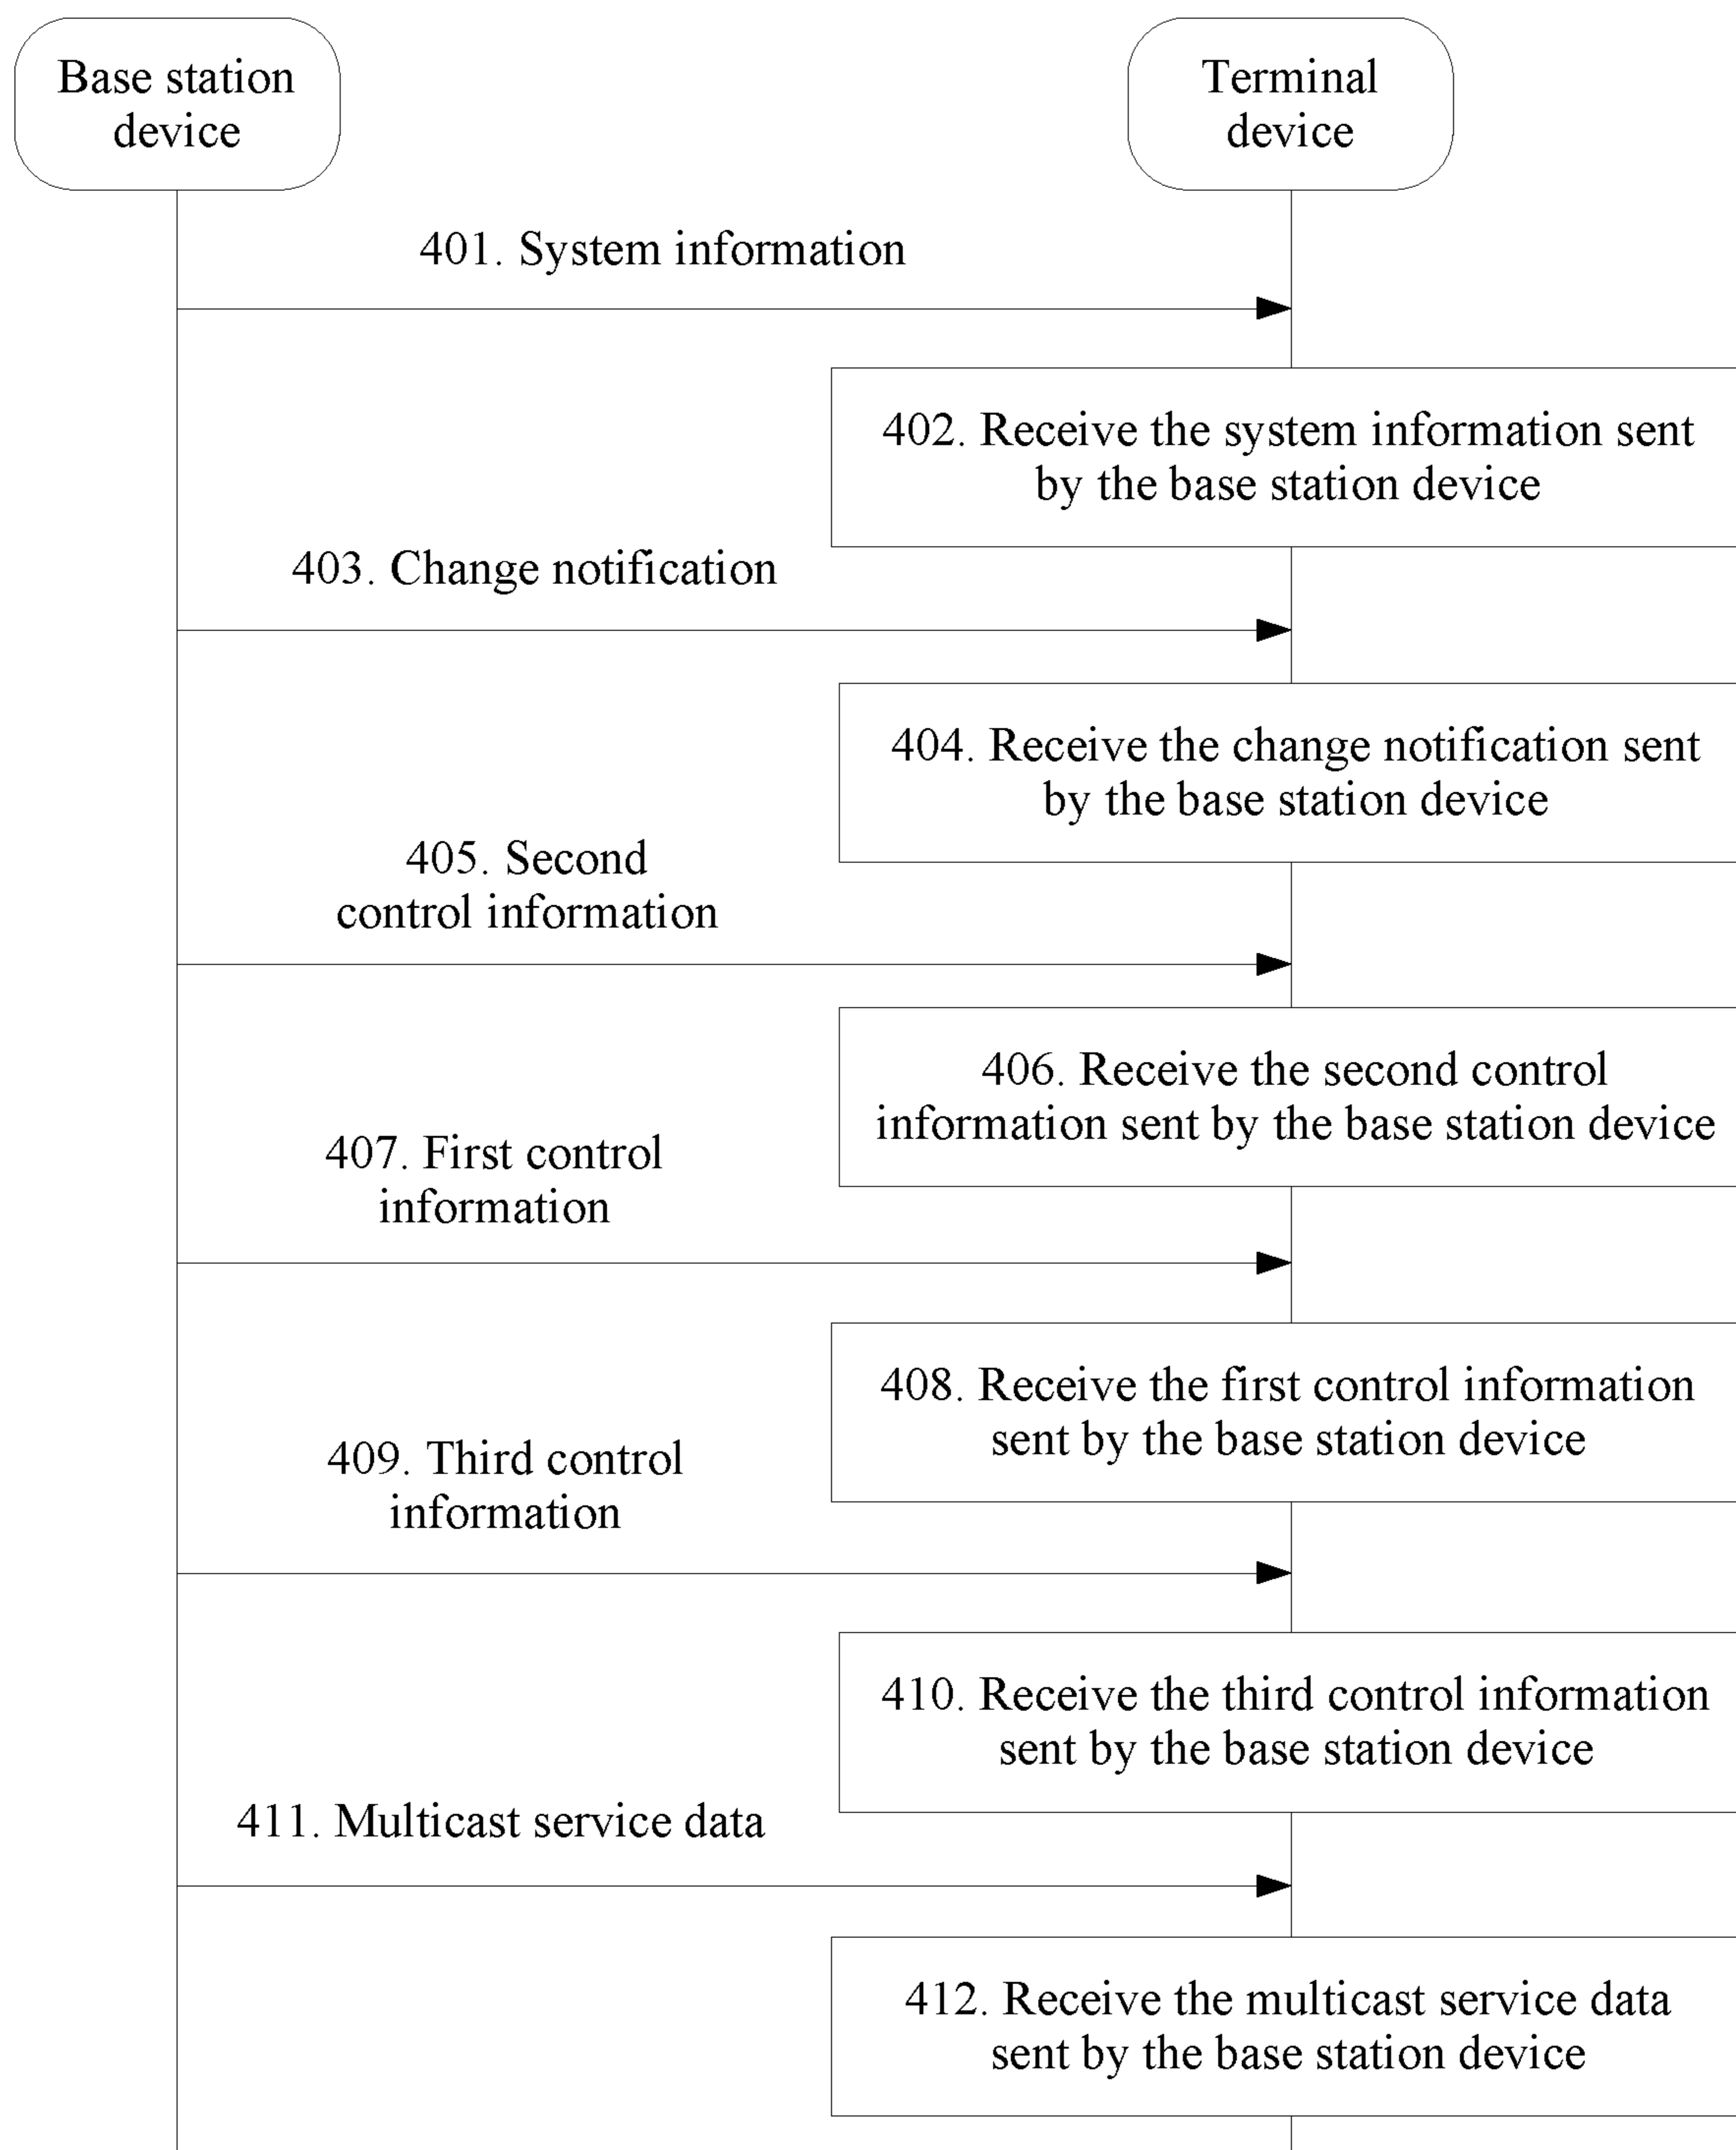 Base station
device
Terminal
device
401. System information
402. Receive the system information sent
by the base station device
403. Change notification
404. Receive the change notification sent
by the base station device
405. Second
control information
406. Receive the second control
information sent by the base station device
407. First control
information
408. Receive the first control information
sent by the base station device
409. Third control
information
410. Receive the third control information
sent by the base station device
411. Multicast service data
412. Receive the multicast service data
sent by the base station device